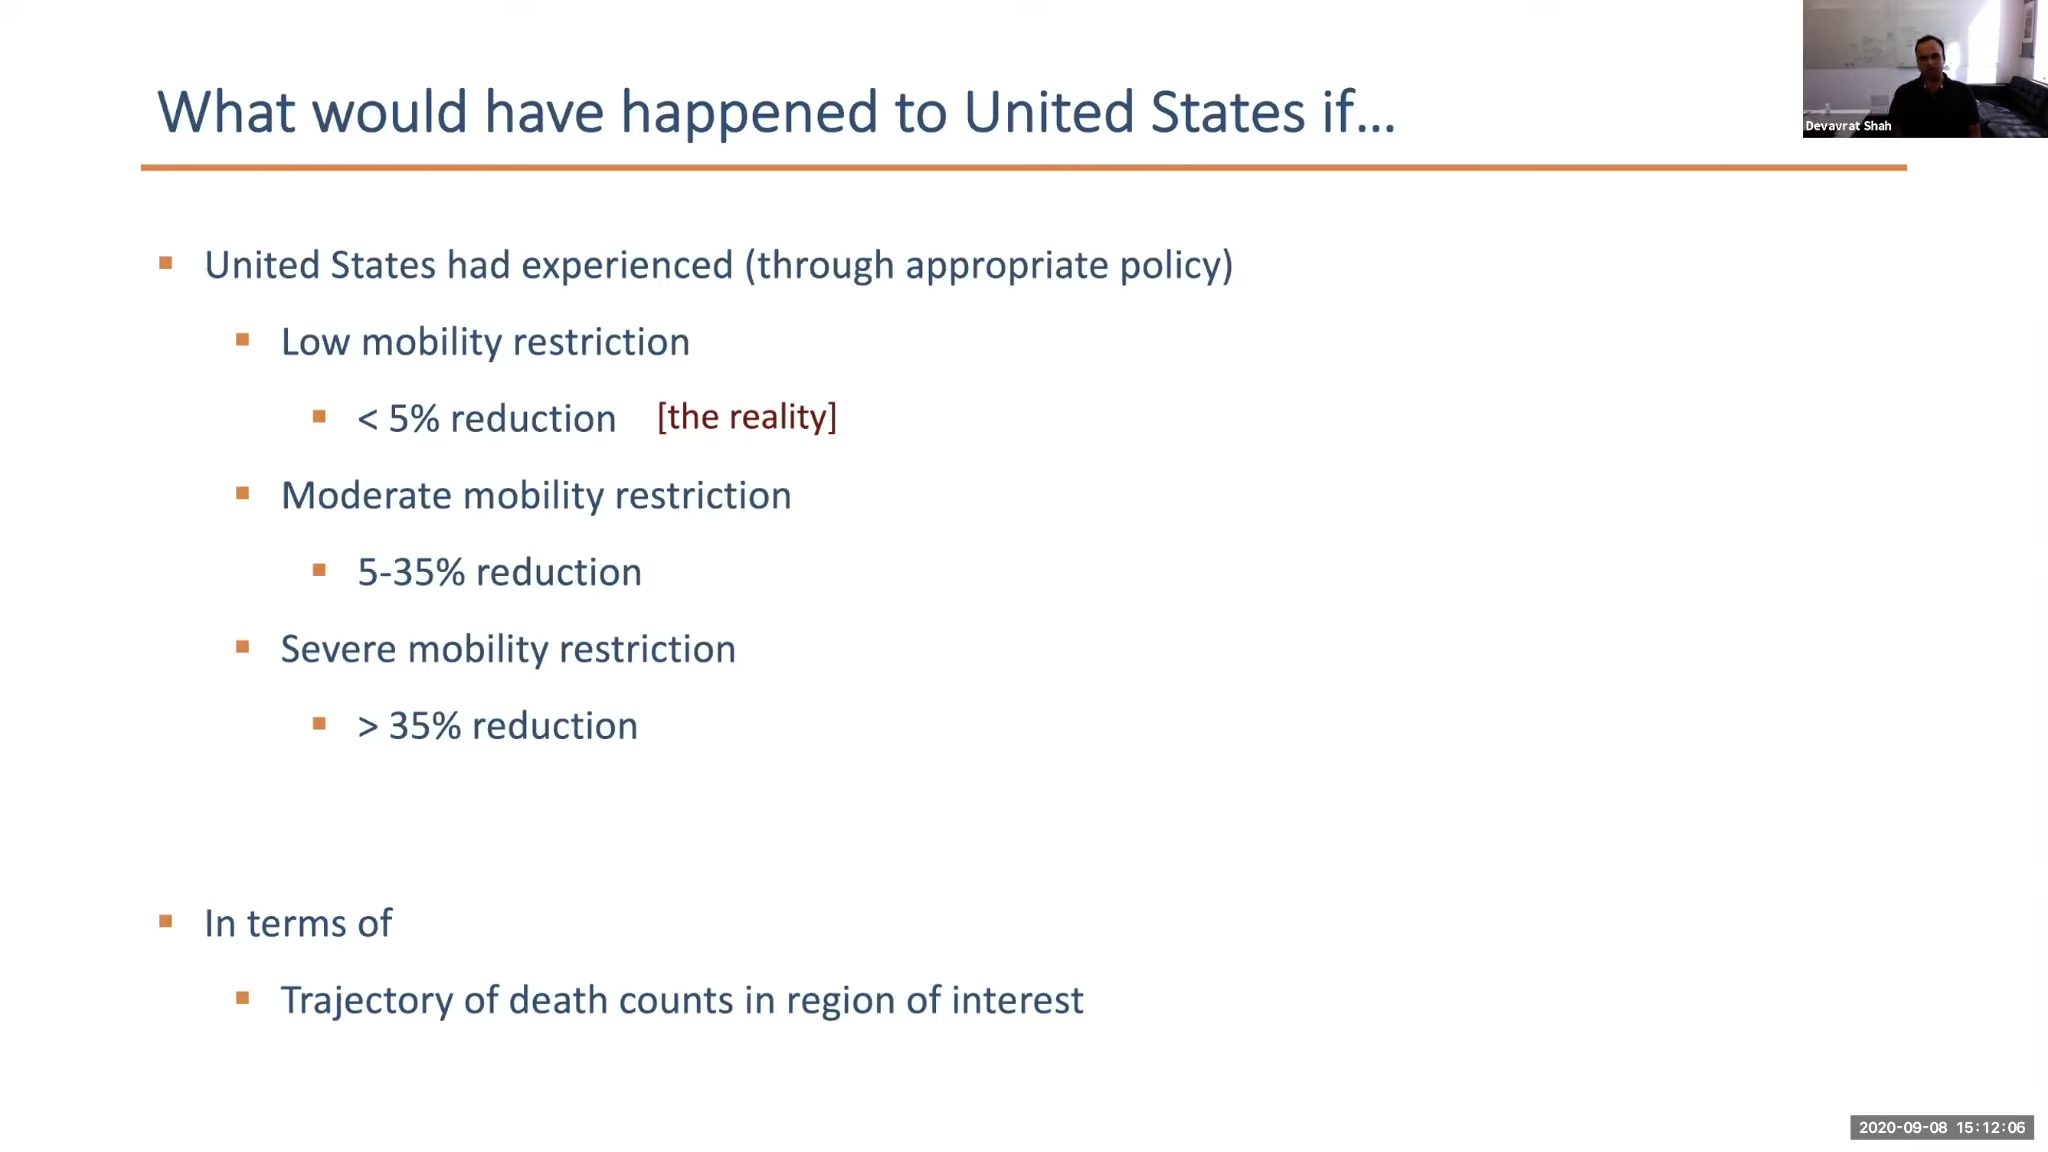 What would have happened to United States if...
Devavrat Shah
United States had experienced (through appropriate policy)
Low mobility restriction
< 5% reduction [the reality]
Moderate mobility restriction
5-35% reduction
Severe mobility restriction
> 35% reduction
In terms of
Trajectory of death counts in region of interest
2020-09-08 15:12:06